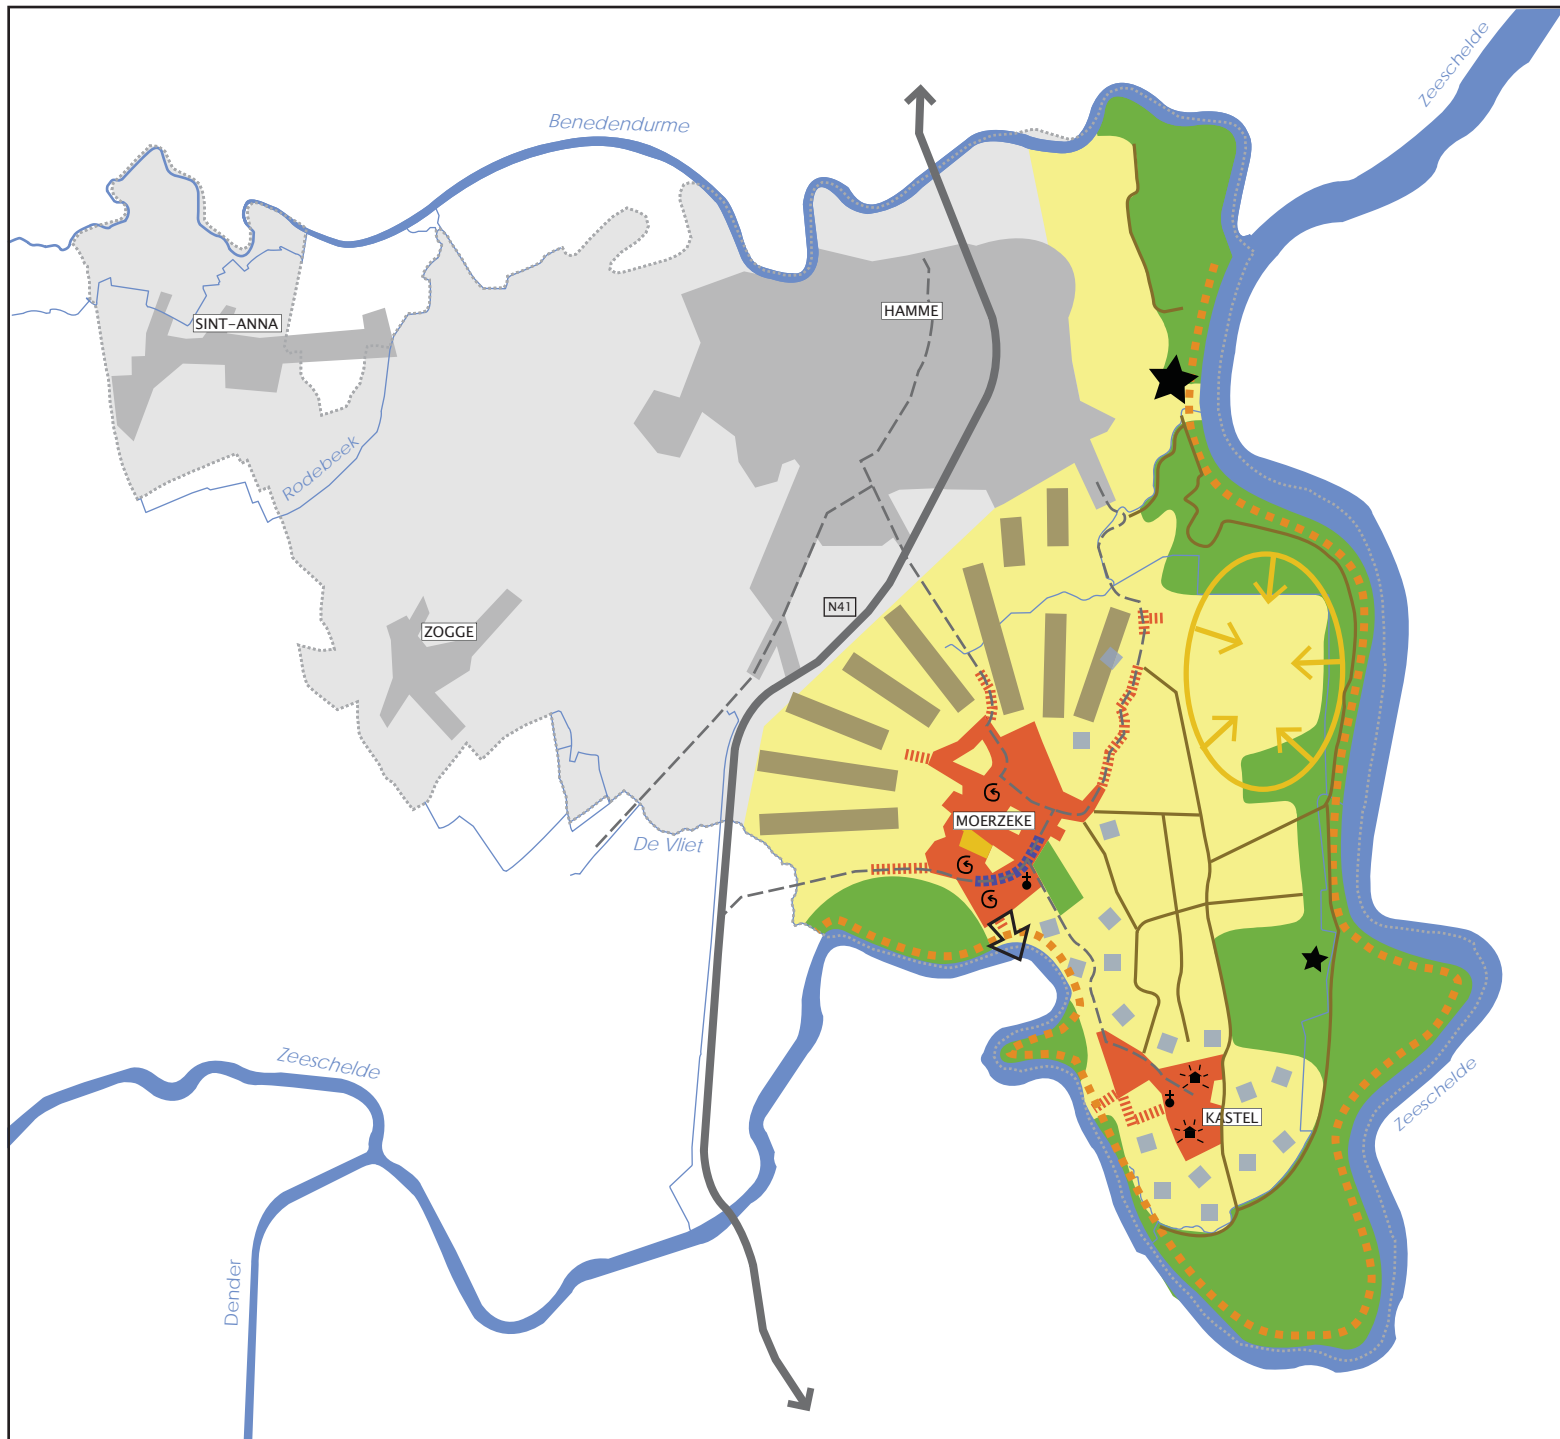 Zeeschelde
Benedendurme
HAMME
SINT-ANNA
Rodebeek
N41
ZOGGE
MOERZEKE
De Vliet
Zeeschelde
Zeeschelde
KASTEL
Dender